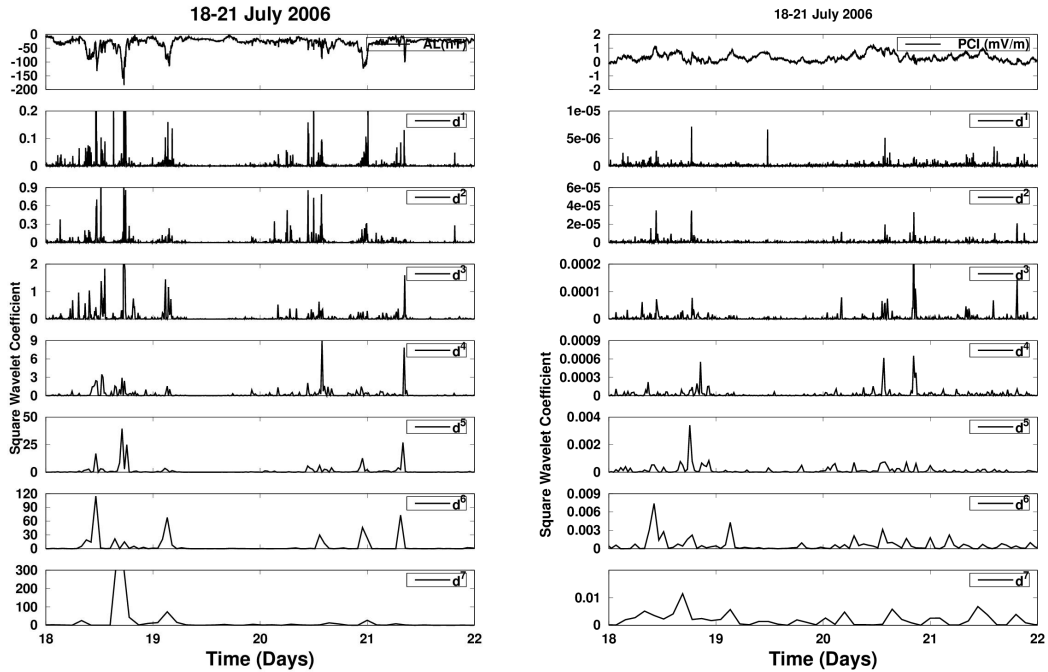 18-21 July 2006
0
-50
-100
-150
-200
AL(nT)
0.2
0.1
0
d1
0.9
0.6
0.3
0
d2
2
1
0
d3
9
6
3
0
d4
50
25
0
d5
120
90
60
30
0
d6
300
200
100
0
d7
18 19 20 21 22
Time (Days)
Square Wavelet Coefficient
18-21 July 2006
2
1
0
-1
-2
PCI (mV/m)
1e-05
5e-06
0
d1
6e-05
4e-05
2e-05
0
d2
0.0002
0.0001
0
d3
0.0009
0.0006
0.0003
0
d4
0.004
0.002
0
d5
0.009
0.006
0.003
0
d6
0.01
0
d7
18 19 20 21 22
Time (Days)
Square Wavelet Coefficient